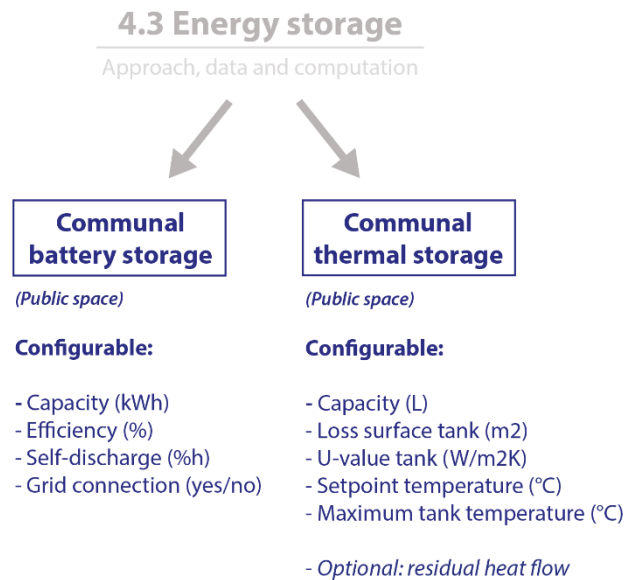 4.3 Energy storage
Approach, data and computation
Communal
battery storage
(Public space)
Configurable:
- Capacity (kWh)
- Efficiency (%)
- Self-discharge (%h)
- Grid connection (yes/no)
Communal
thermal storage
(Public space)
Configurable:
- Capacity (L)
- Loss surface tank (m2)
- U-value tank (W/m2K)
- Setpoint temperature (°C)
- Maximum tank temperature (°C)
- Optional: residual heat flow